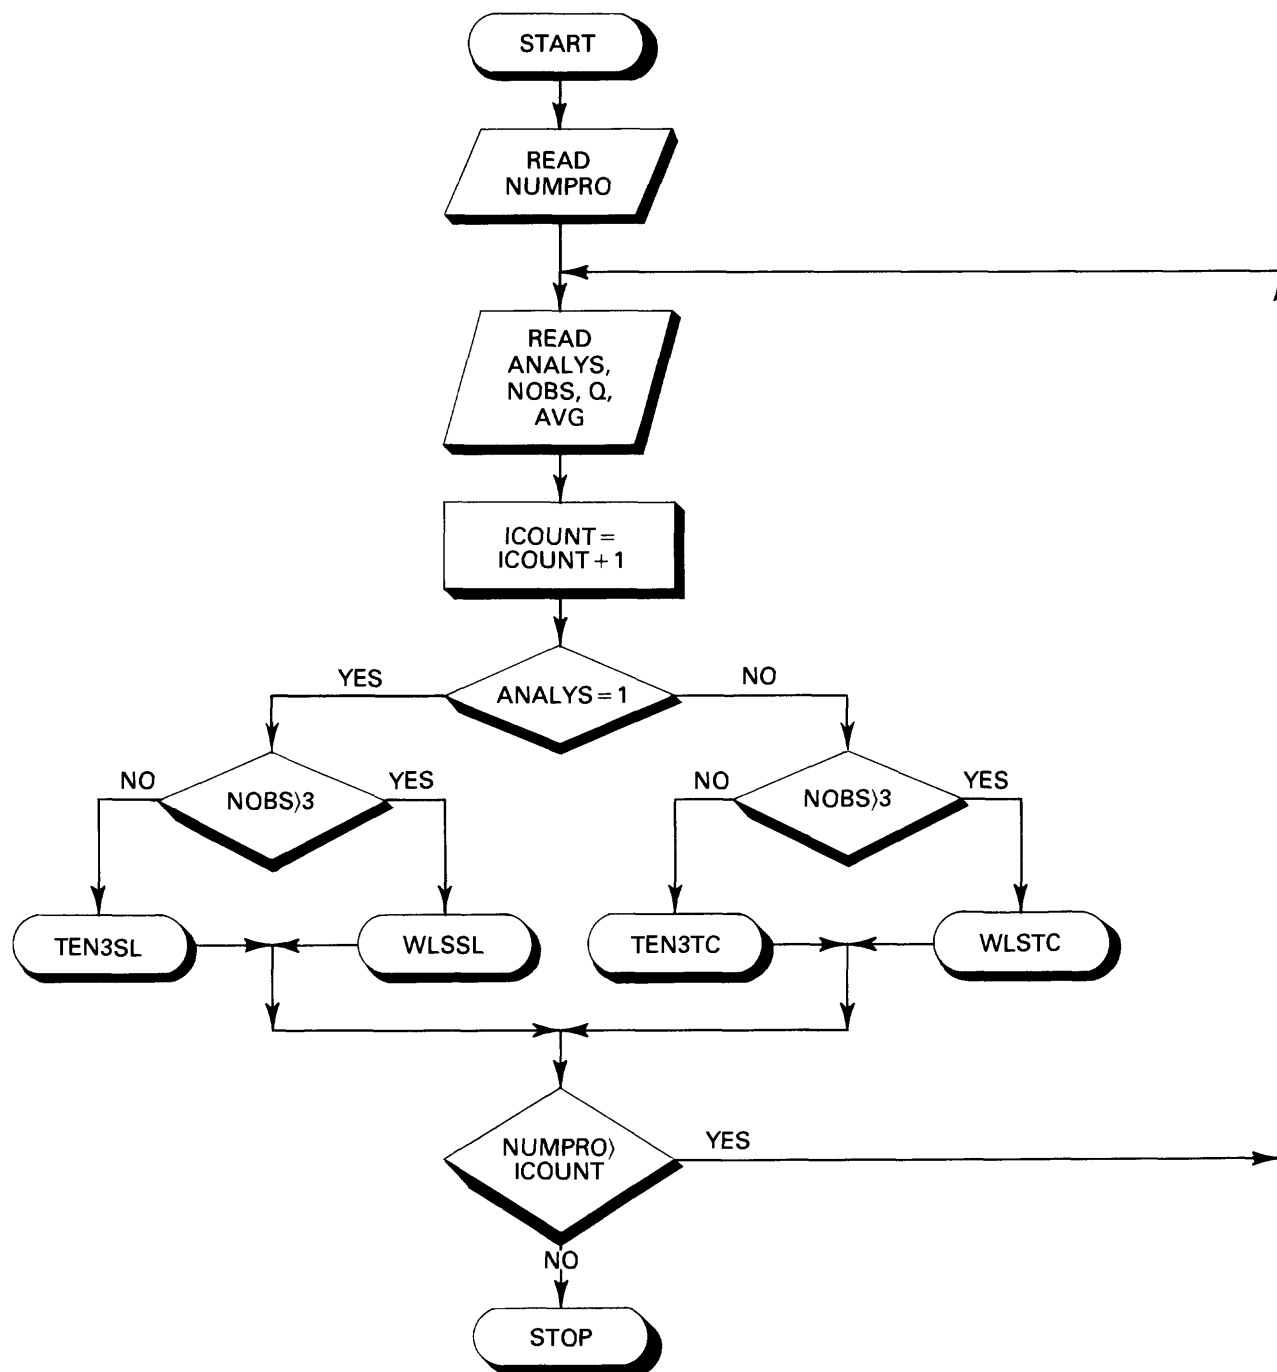 START
READ
NUMPRO
READ
ANALYS,
NOBS, Q,
AVG
ICOUNT=
ICOUNT+1
YES
ANALYS=1
NO
NO
NOBS⟩3
YES
NO
NOBS⟩3
YES
TEN3SL
WLSSL
TEN3TC
WLSTC
NUMPRO⟩
ICOUNT
YES
NO
STOP